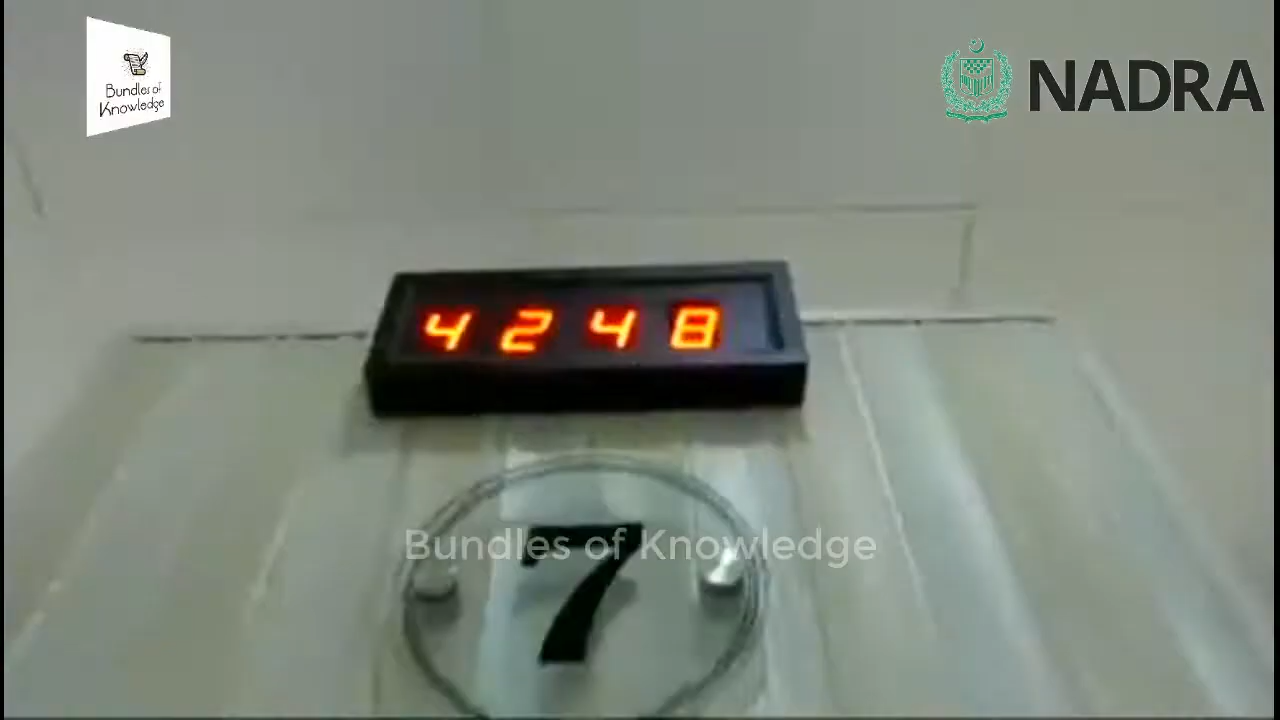 Bundles of
Knowledge
NADRA
4248
Bundles of Knowledge
7